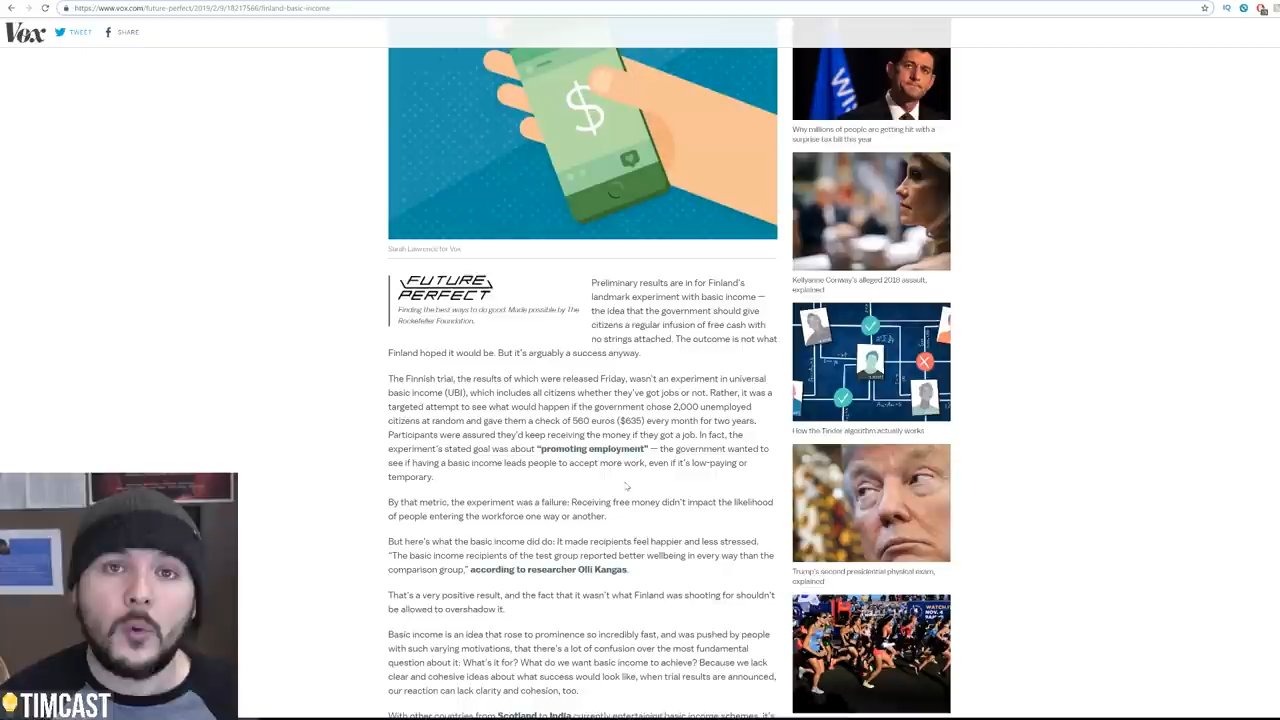 https://www.vox.com/future-perfect/2019/2/9/18217566/finland-basic-income
Vox
TWEET
SHARE
$
Sarah Lawrence for Vox
FUTURE
PERFECT
Finding the best ways to do good. Made possible by The
Rockefeller Foundation.
Preliminary results are in for Finland's
landmark experiment with basic income —
the idea that the government should give
citizens a regular infusion of free cash with
no strings attached. The outcome is not what
Finland hoped it would be. But it's arguably a success anyway.
The Finnish trial, the results of which were released Friday, wasn't an experiment in universal
basic income (UBI), which includes all citizens whether they've got jobs or not. Rather, it was a
targeted attempt to see what would happen if the government chose 2,000 unemployed
citizens at random and gave them a check of 560 euros ($635) every month for two years.
Participants were assured they'd keep receiving the money if they got a job. In fact, the
experiment's stated goal was about "promoting employment" — the government wanted to
see if having a basic income leads people to accept more work, even if it's low-paying or
temporary.
By that metric, the experiment was a failure: Receiving free money didn't impact the likelihood
of people entering the workforce one way or another.
But here's what the basic income did do: It made recipients feel happier and less stressed.
"The basic income recipients of the test group reported better wellbeing in every way than the
comparison group," according to researcher Olli Kangas.
That's a very positive result, and the fact that it wasn't what Finland was shooting for shouldn't
be allowed to overshadow it.
Basic income is an idea that rose to prominence so incredibly fast, and was pushed by people
with such varying motivations, that there's a lot of confusion over the most fundamental
question about it: What's it for? What do we want basic income to achieve? Because we lack
clear and cohesive ideas about what success would look like, when trial results are announced,
our reaction can lack clarity and cohesion, too.
With other countries from Scotland to India currently entertaining basic income schemes, it's
Why millions of people are getting hit with a
surprise tax bill this year
Kellyanne Conway's alleged 2018 assault,
explained
How the Tinder algorithm actually works
Trump's second presidential physical exam,
explained
NOV. 4
TIMCAST